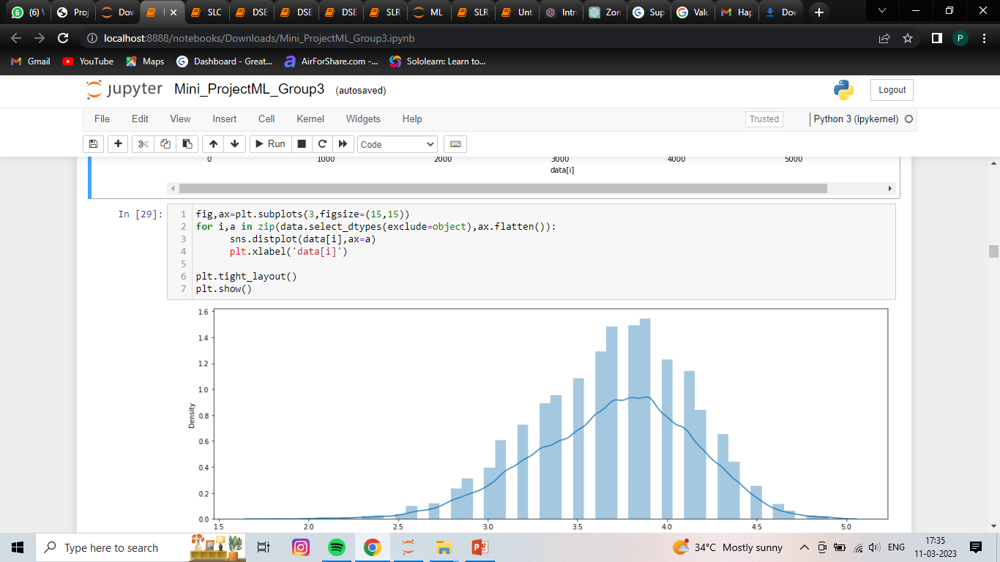 (6) \
Proj
Dov
I
SLC
DSE
DSE
DSE
SLR
ML
SLR
Unt
Intr
Zor
Sup
Valu
Hap
Dov
localhost:8888/notebooks/Downloads/Mini_ProjectML_Group3.ipynb
P
Gmail YouTube Maps Dashboard - Great... AirForShare.com -... Sololearn: Learn to...
jupyter Mini_ProjectML_Group3 (autosaved) Logout
File Edit View Insert Cell Kernel Widgets Help Trusted Python 3 (ipykernel)
Run Code
0 1000 2000 3000 4000 5000
data[i]
In [29]:
1 fig,ax=plt.subplots(3,figsize=(15,15))
2 for i,a in zip(data.select_dtypes(exclude=object),ax.flatten()):
3 sns.distplot(data[i],ax=a)
4 plt.xlabel('data[i]')
5
6 plt.tight_layout()
7 plt.show()
1.6
1.4
1.2
1.0
0.8
0.6
0.4
0.2
0.0
Density
1.5 2.0 2.5 3.0 3.5 4.0 4.5 5.0
Type here to search
34°C Mostly sunny
ENG
17:35
11-03-2023